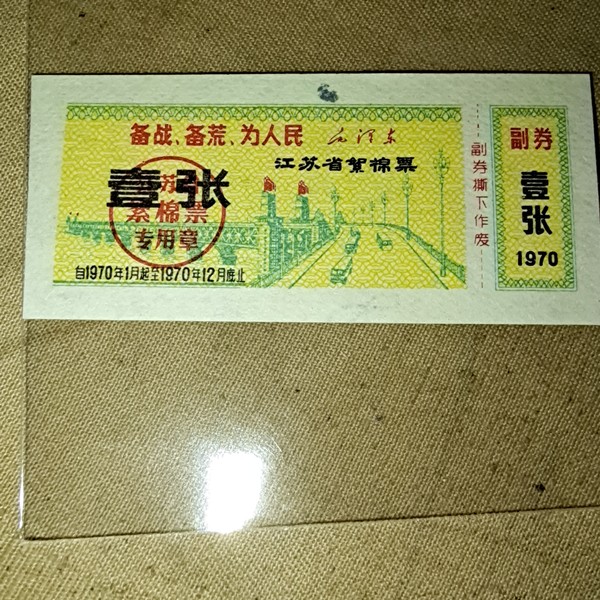 备战、备荒、为人民 毛泽东
江苏省絮棉票
壹张
苏
絮棉票
专用章
自1970年1月起至1970年12月底止
副券撕下作废
副券
壹张
1970